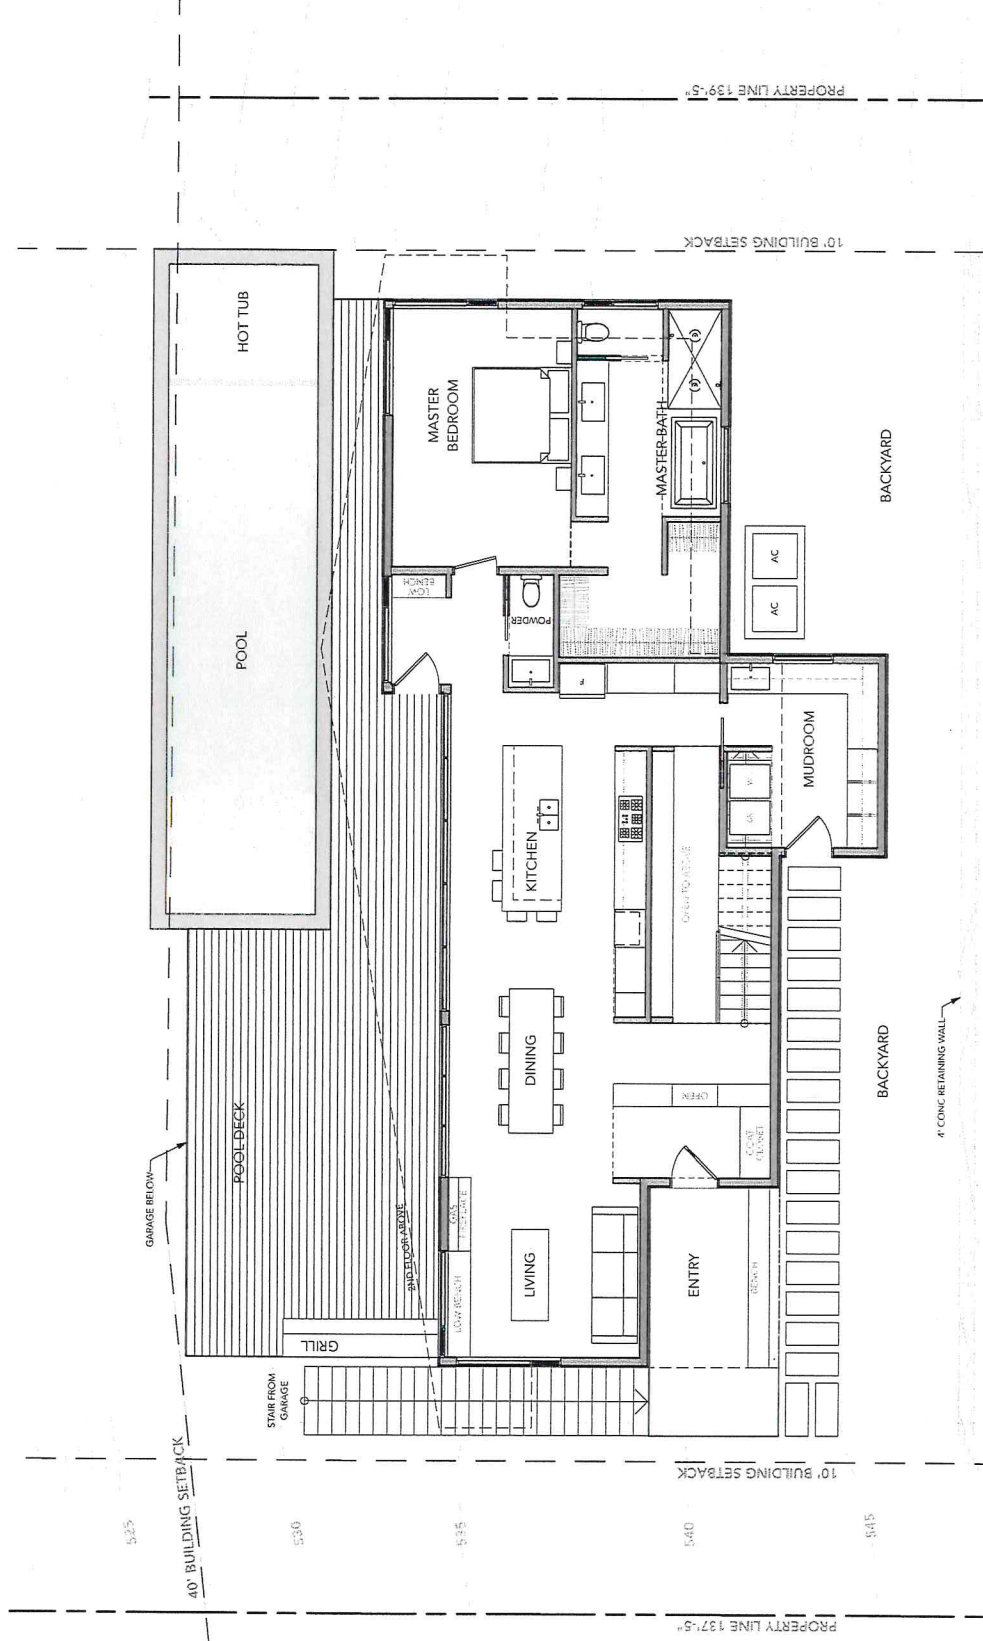 PROPERTY LINE 139'-5"
10' BUILDING SETBACK
HOT TUB
POOL
MASTER
BEDROOM
MASTER BATH
LOW
BENCH
POWDER
F
AC
AC
BACKYARD
MUDROOM
KITCHEN
OPEN TO ABOVE
DINING
OPEN
COAT
CLOSET
BACKYARD
4' CONC RETAINING WALL
GARAGE BELOW
POOL DECK
2ND FLOOR ABOVE
GAS
FIREPLACE
LOW BENCH
LIVING
ENTRY
BENCH
GRILL
STAIR FROM
GARAGE
10' BUILDING SETBACK
40' BUILDING SETBACK
525
530
535
540
545
PROPERTY LINE 137'-5"